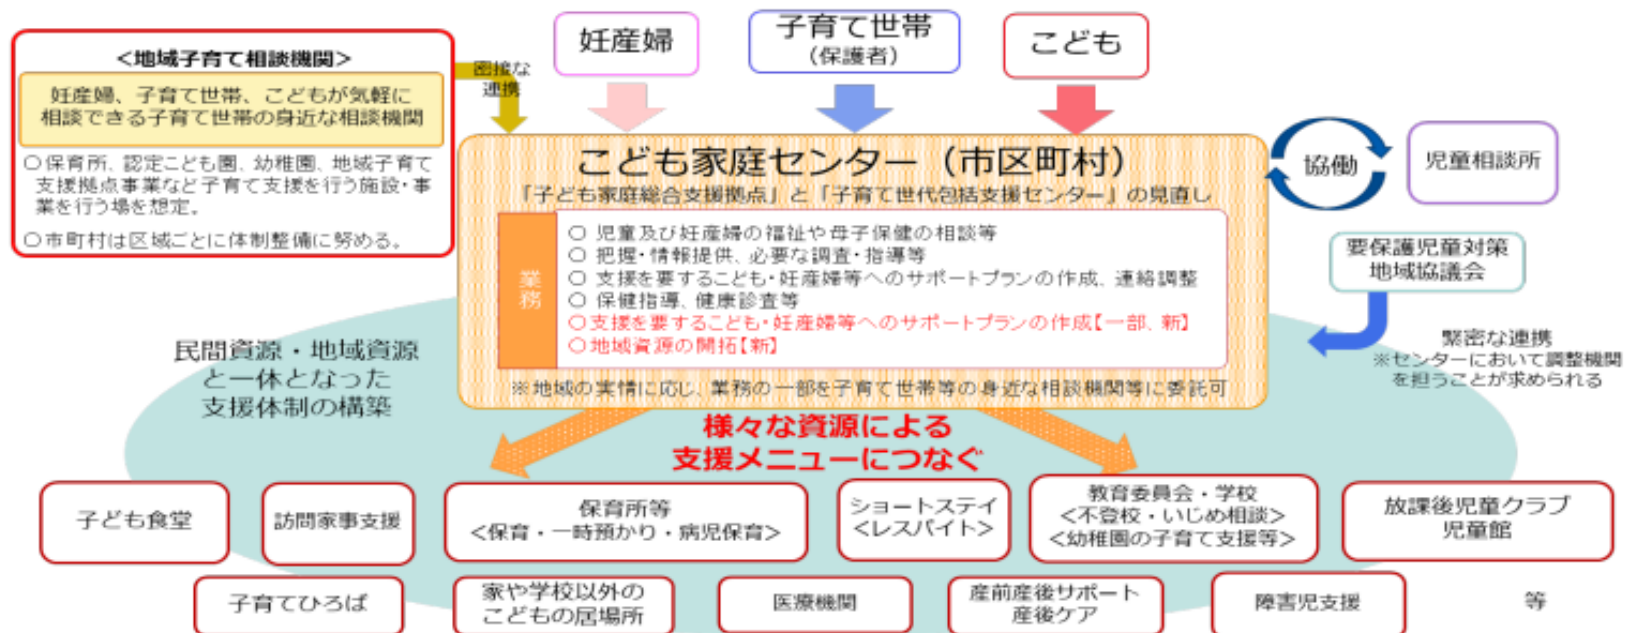 <地域子育て相談機関>
妊産婦、子育て世帯、こどもが気軽に
相談できる子育て世帯の身近な相談機関
○保育所、認定こども園、幼稚園、地域子育て
支援拠点事業など子育て支援を行う施設・事
業を行う場を想定。
○市町村は区域ごとに体制整備に努める。
密接な
連携
妊産婦
子育て世帯
(保護者)
こども
こども家庭センター(市区町村)
「子ども家庭総合支援拠点」と「子育て世代包括支援センター」の見直し
業務
○ 児童及び妊産婦の福祉や母子保健の相談等
○ 把握・情報提供、必要な調査・指導等
○ 支援を要するこども・妊産婦等へのサポートプランの作成、連絡調整
○ 保健指導、健康診査等
○支援を要するこども・妊産婦等へのサポートプランの作成【一部、新】
○地域資源の開拓【新】
※地域の実情に応じ、業務の一部を子育て世帯等の身近な相談機関等に委託可
協働
児童相談所
要保護児童対策
地域協議会
緊密な連携
※センターにおいて調整機関
を担うことが求められる
民間資源・地域資源
と一体となった
支援体制の構築
様々な資源による
支援メニューにつなぐ
子ども食堂
訪問家事支援
保育所等
<保育・一時預かり・病児保育>
ショートステイ
<レスパイト>
教育委員会・学校
<不登校・いじめ相談>
<幼稚園の子育て支援等>
放課後児童クラブ
児童館
子育てひろば
家や学校以外の
こどもの居場所
医療機関
産前産後サポート
産後ケア
障害児支援
等